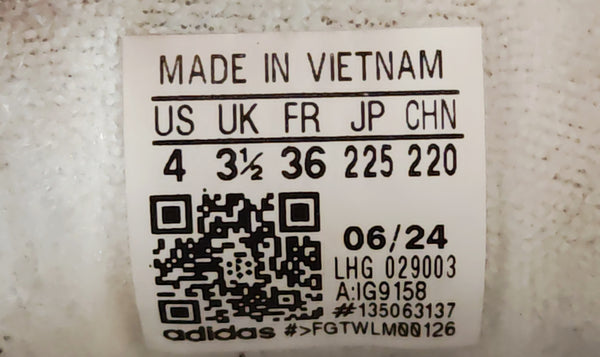 MADE IN VIETNAM
US UK FR JP CHN
4 3½ 36 225 220
06/24
LHG 029003
A:IG9158
#135063137
adidas #>FGTWLM00126